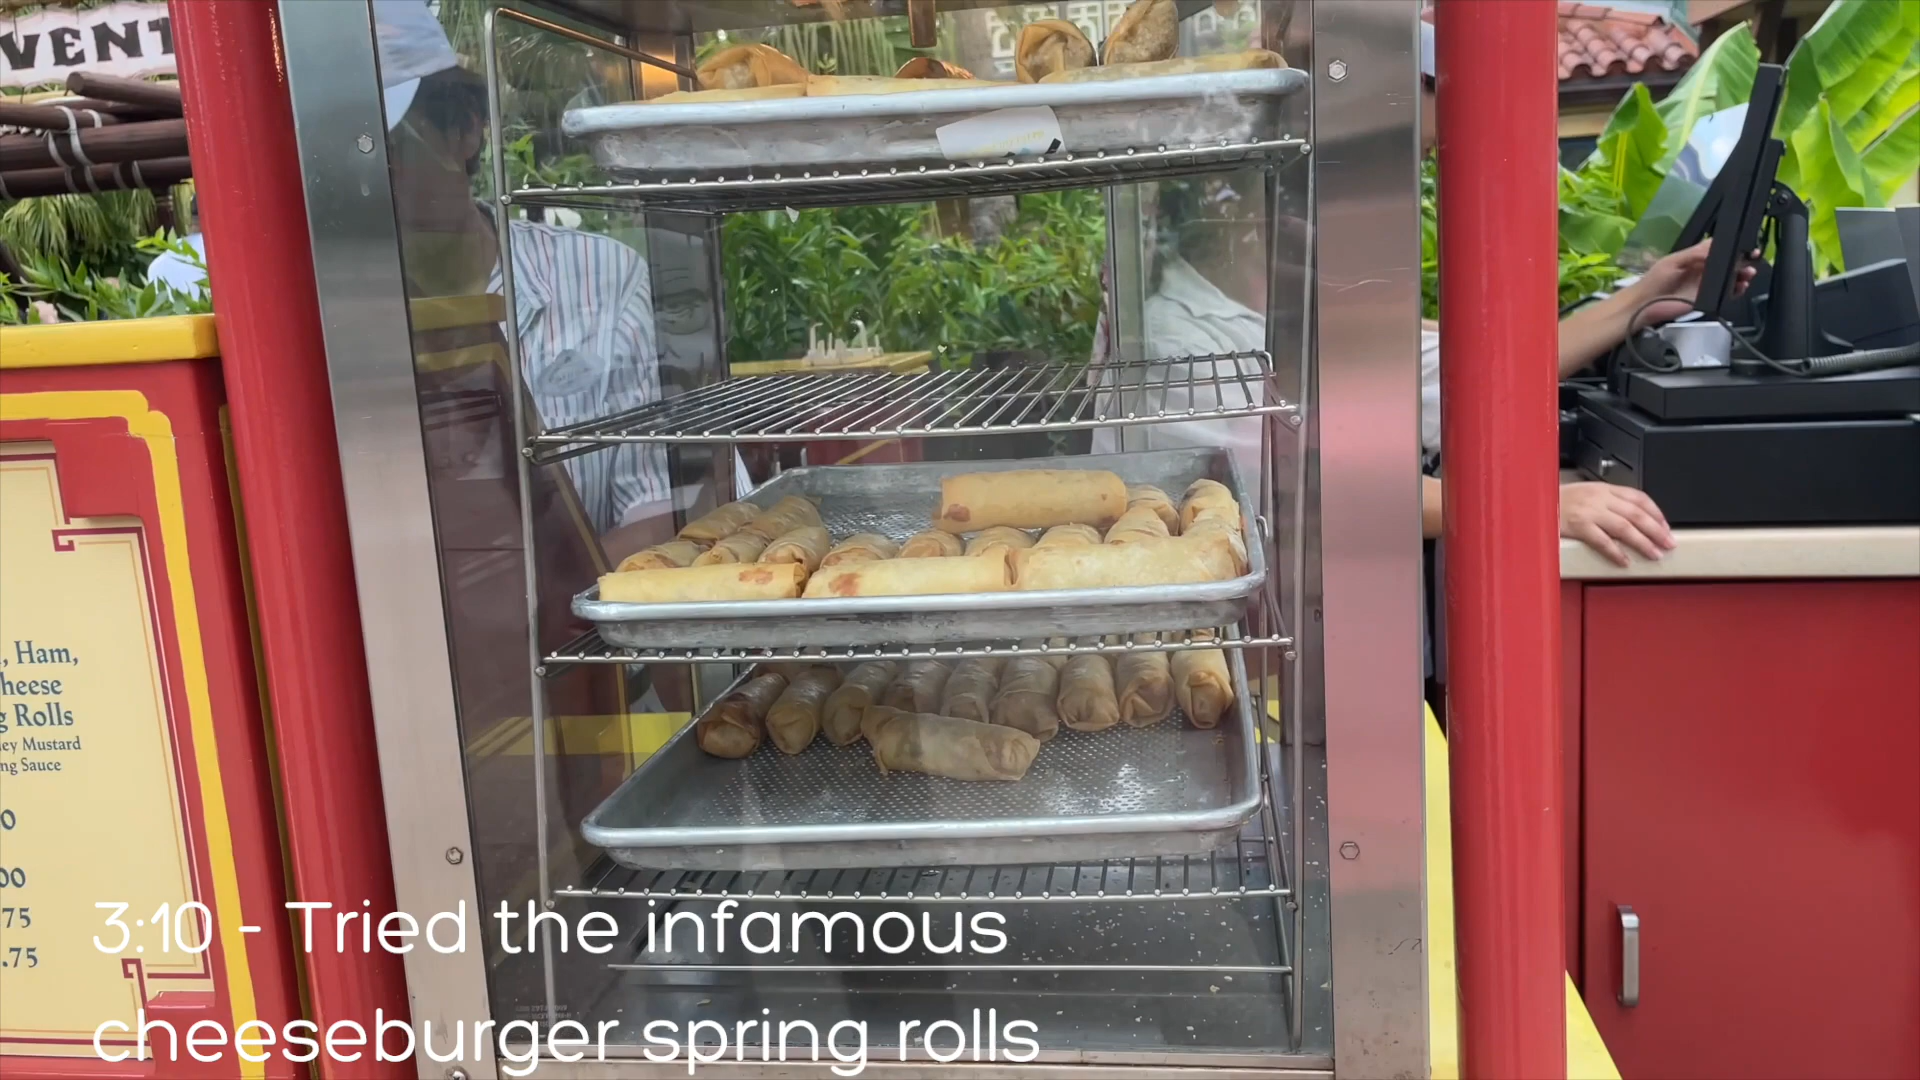 VENT
, Ham,
heese
g Rolls
ey Mustard
ng Sauce
0
00
.75
.75
3:10 - Tried the infamous
cheeseburger spring rolls